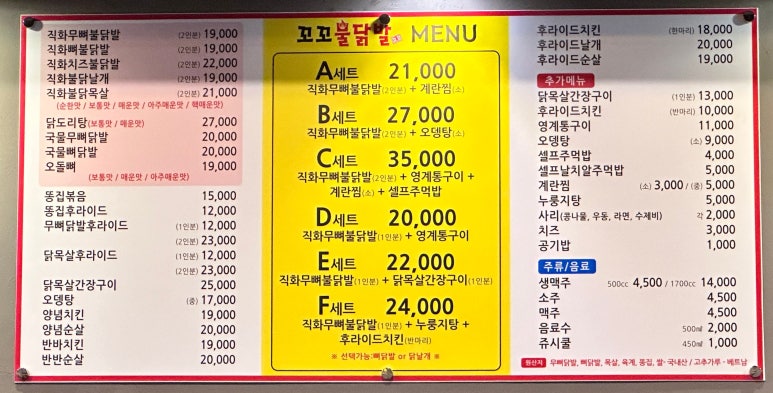 직화무뼈불닭발 (2인분) 19,000
직화뼈불닭발 (2인분) 19,000
직화치즈불닭발 (2인분) 22,000
직화불닭날개 (2인분) 19,000
직화불닭목살 (2인분) 21,000
(순한맛 / 보통맛 / 매운맛 / 아주매운맛 / 핵매운맛)
닭도리탕(보통맛 / 매운맛) 27,000
국물무뼈닭발 20,000
국물뼈닭발 20,000
오돌뼈 19,000
(보통맛 / 매운맛 / 아주매운맛)
똥집볶음 15,000
똥집후라이드 12,000
무뼈닭발후라이드 (1인분) 12,000
(2인분) 23,000
닭목살후라이드 (1인분) 12,000
(2인분) 23,000
닭목살간장구이 25,000
오뎅탕 (중) 17,000
양념치킨 19,000
양념순살 20,000
반바치킨 19,000
반반순살 20,000
꼬꼬불닭발 MENU
A세트 21,000
직화무뼈불닭발(2인분) + 계란찜(소)
B세트 27,000
직화무뼈불닭발(2인분) + 오뎅탕(소)
C세트 35,000
직화무뼈불닭발(2인분) + 영계통구이 +
계란찜(소) + 셀프주먹밥
D세트 20,000
직화무뼈불닭발(1인분) + 영계통구이
E세트 22,000
직화무뼈불닭발(1인분) + 닭목살간장구이(1인분)
F세트 24,000
직화무뼈불닭발(1인분) + 누룽지탕 +
후라이드치킨(반마리)
※ 선택가능:뼈닭발 or 닭날개 ※
후라이드치킨 (한마리) 18,000
후라이드날개 20,000
후라이드순살 19,000
추가메뉴
닭목살간장구이 (1인분) 13,000
후라이드치킨 (반마리) 10,000
영계통구이 11,000
오뎅탕 (소) 9,000
셀프주먹밥 4,000
셀프날치알주먹밥 5,000
계란찜 (소) 3,000 / (중) 5,000
누룽지탕 5,000
사리(콩나물, 우동, 라면, 수제비) 각 2,000
치즈 3,000
공기밥 1,000
주류/음료
생맥주 500cc 4,500 / 1700cc 14,000
소주 4,500
맥주 4,500
음료수 500㎖ 2,000
쥬시쿨 450㎖ 1,000
원산지 무뼈닭발, 뼈닭발, 목살, 육계, 똥집, 쌀- 국내산 / 고추가루 - 베트남